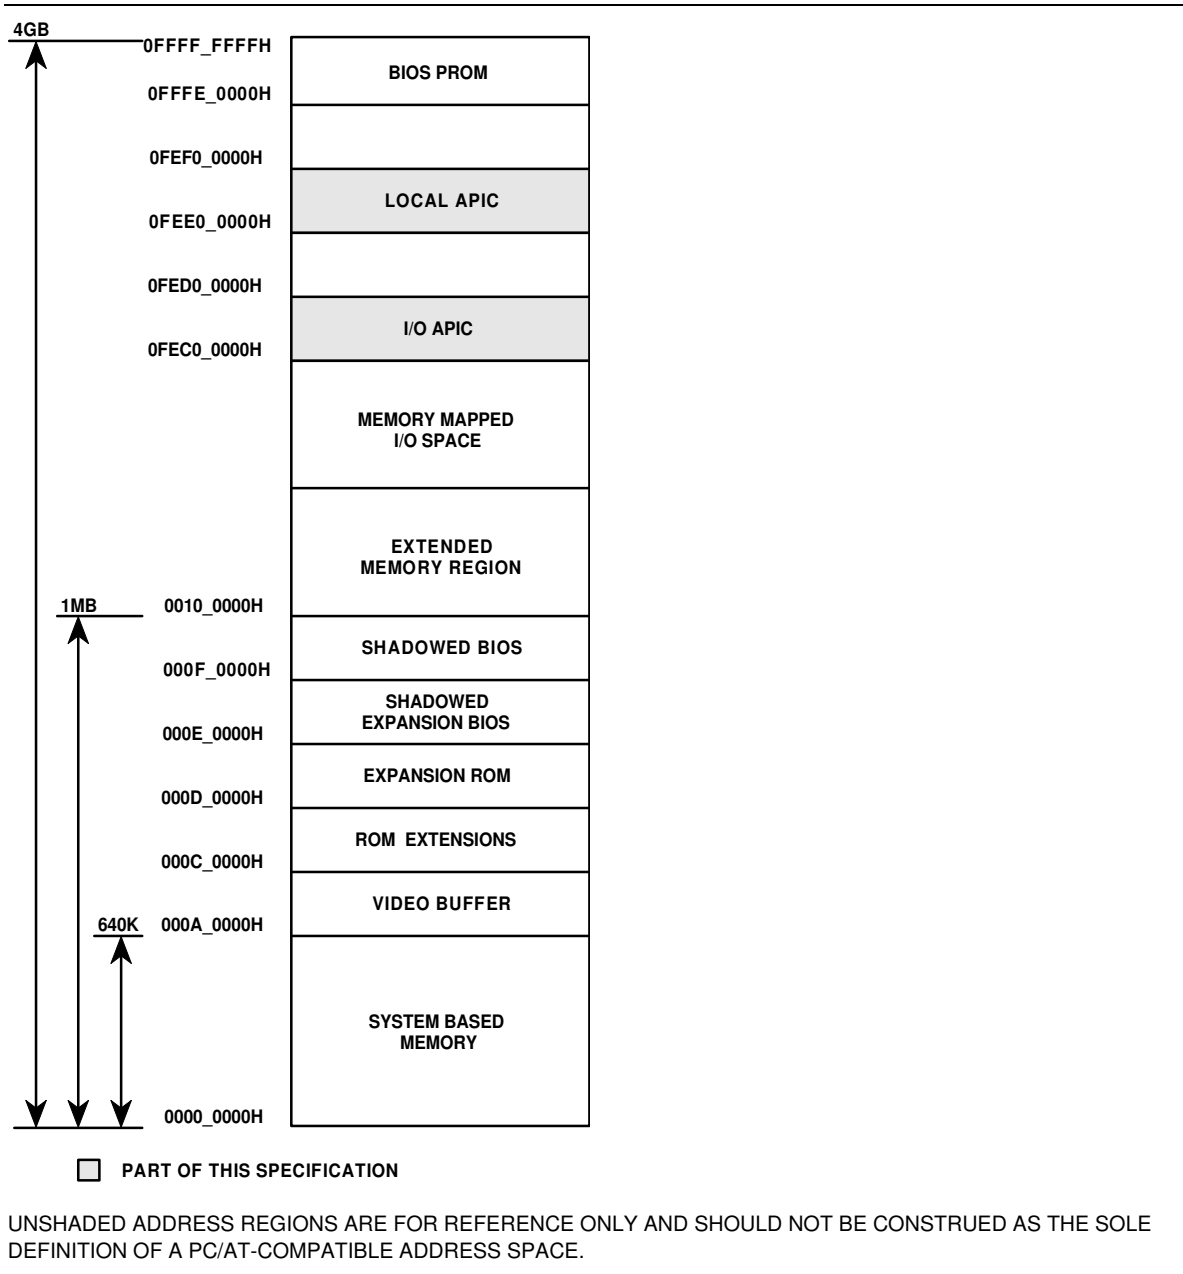 4GB
0FFFF_FFFFH
BIOS PROM
0FFFE_0000H
0FEF0_0000H
LOCAL APIC
0FEE0_0000H
0FED0_0000H
I/O APIC
0FEC0_0000H
MEMORY MAPPED
I/O SPACE
EXTENDED
MEMORY REGION
1MB
0010_0000H
SHADOWED BIOS
000F_0000H
SHADOWED
EXPANSION BIOS
000E_0000H
EXPANSION ROM
000D_0000H
ROM EXTENSIONS
000C_0000H
VIDEO BUFFER
640K
000A_0000H
SYSTEM BASED
MEMORY
0000_0000H
PART OF THIS SPECIFICATION
UNSHADED ADDRESS REGIONS ARE FOR REFERENCE ONLY AND SHOULD NOT BE CONSTRUED AS THE SOLE
DEFINITION OF A PC/AT-COMPATIBLE ADDRESS SPACE.